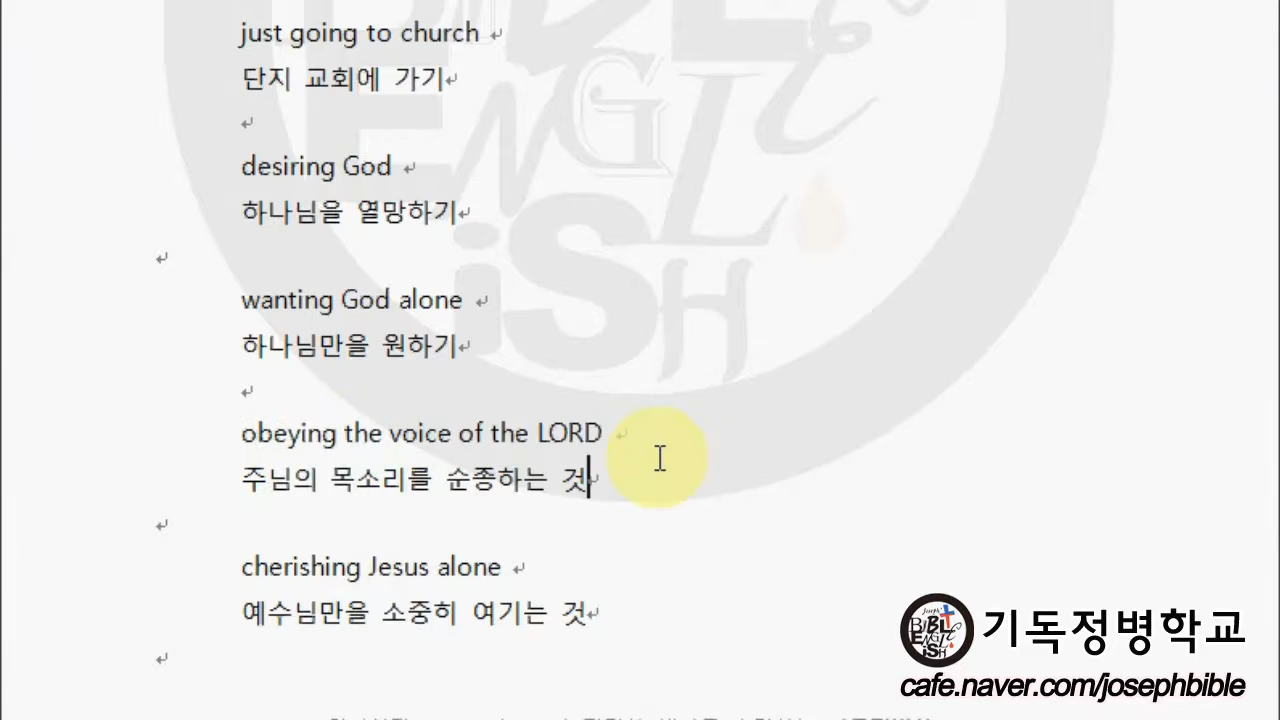 just going to church
단지 교회에 가기
desiring God
하나님을 열망하기
wanting God alone
하나님만을 원하기
obeying the voice of the LORD
주님의 목소리를 순종하는 것
cherishing Jesus alone
예수님만을 소중히 여기는 것
Joseph's
BIBLE
ENGLISH
기독정병학교
cafe.naver.com/josephbible